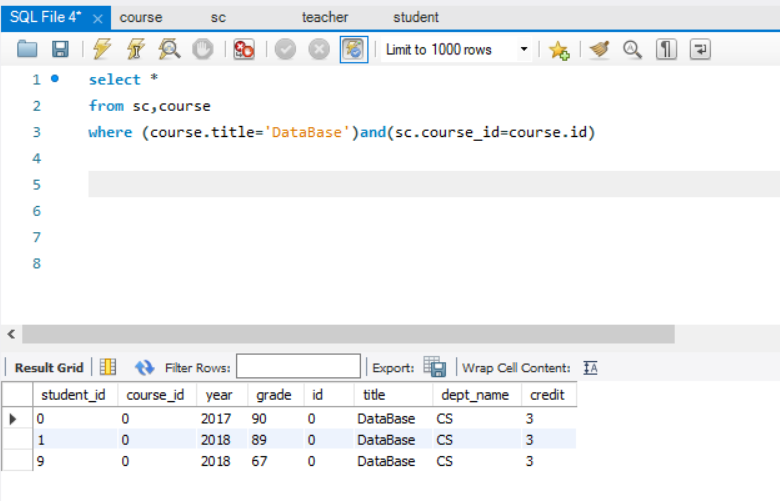 SQL File 4* course sc teacher student
Limit to 1000 rows
1 select *
2 from sc,course
3 where (course.title='DataBase')and(sc.course_id=course.id)
4
5
6
7
8
Result Grid Filter Rows: Export: Wrap Cell Content:
student_id course_id year grade id title dept_name credit
0 0 2017 90 0 DataBase CS 3
1 0 2018 89 0 DataBase CS 3
9 0 2018 67 0 DataBase CS 3